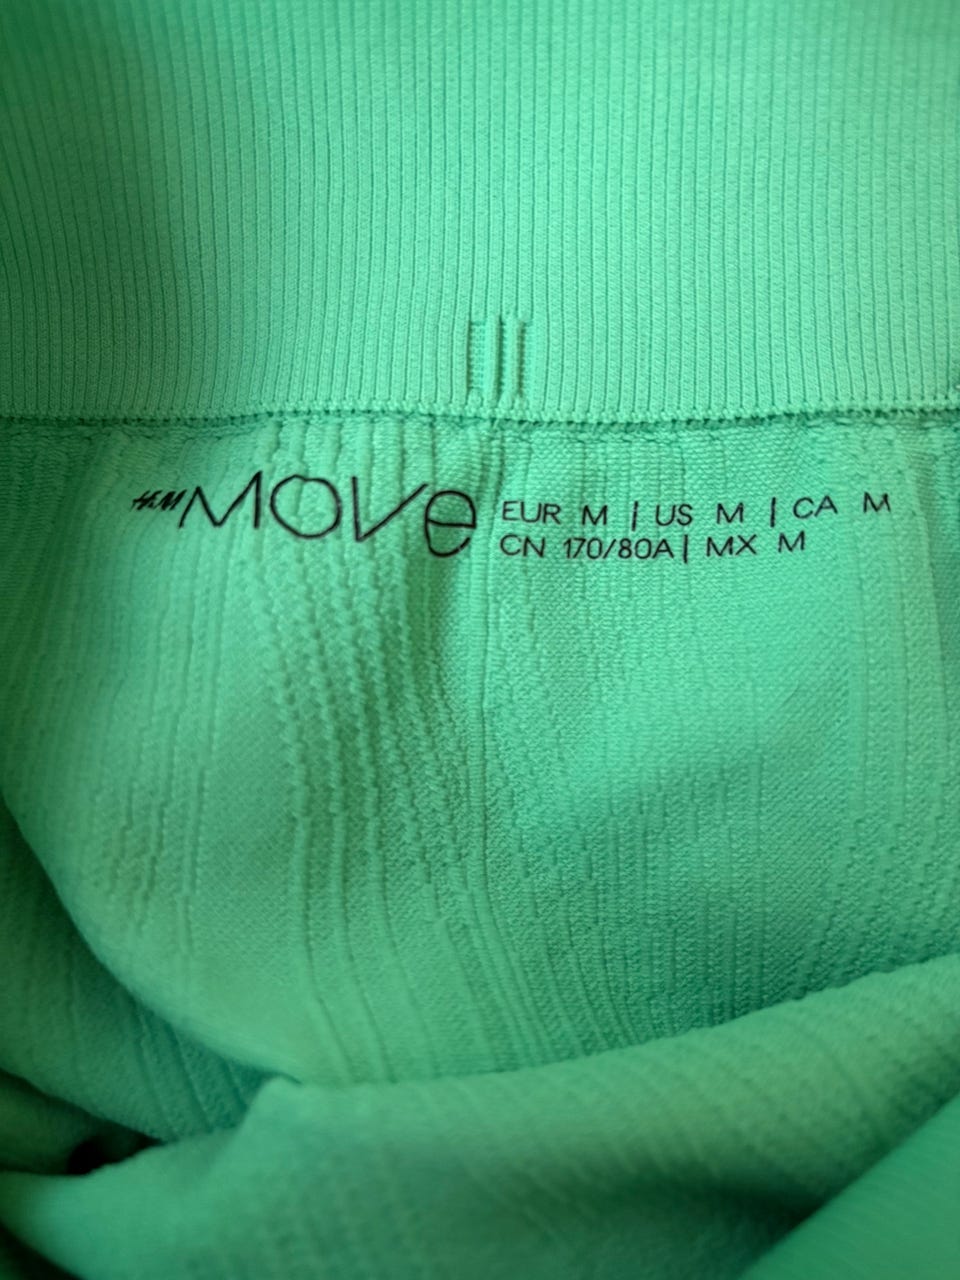 H&M MOVE
EUR M | US M | CA M
CN 170/80A | MX M